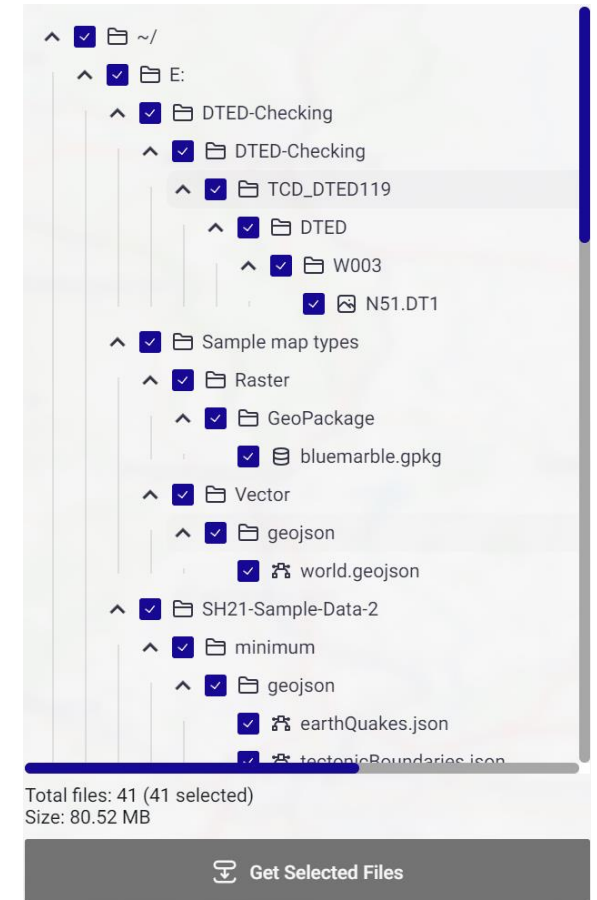 ~/
E:
DTED-Checking
DTED-Checking
TCD_DTED119
DTED
W003
N51.DT1
Sample map types
Raster
GeoPackage
bluemarble.gpkg
Vector
geojson
world.geojson
SH21-Sample-Data-2
minimum
geojson
earthQuakes.json
tectonicBoundaries.json
Total files: 41 (41 selected)
Size: 80.52 MB
Get Selected Files